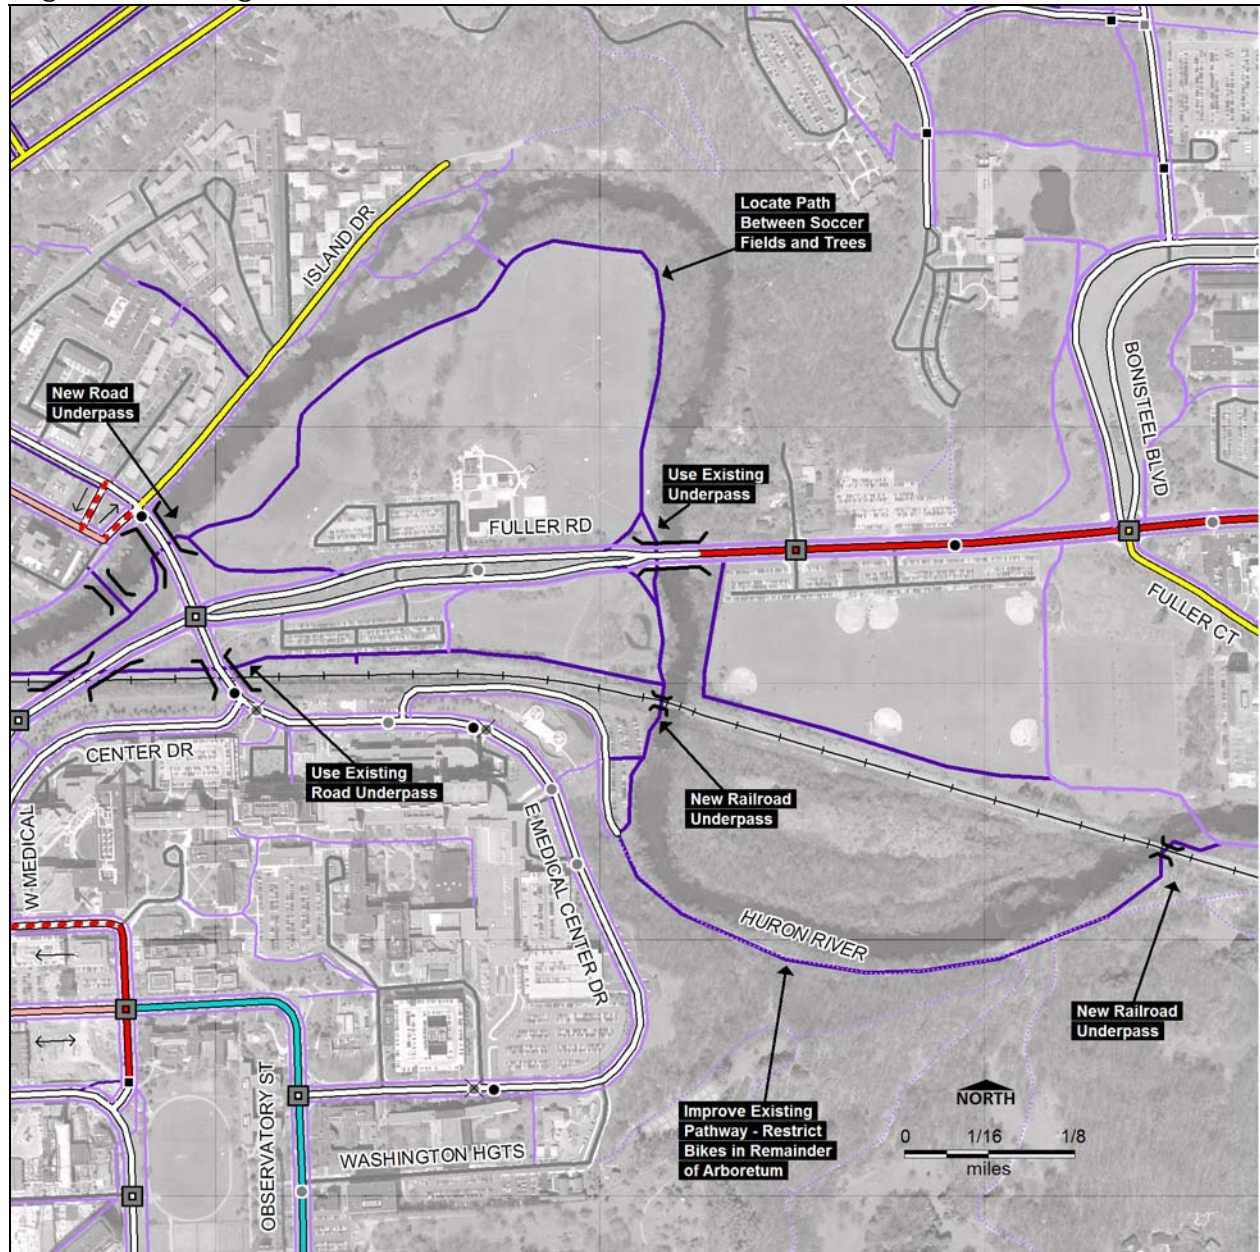 Locate Path
Between Soccer
Fields and Trees
ISLAND DR
New Road
Underpass
BONISTEEL BLVD
Use Existing
Underpass
FULLER RD
FULLER CT
CENTER DR
Use Existing
Road Underpass
W MEDICAL
E MEDICAL CENTER DR
New Railroad
Underpass
HURON RIVER
New Railroad
Underpass
OBSERVATORY ST
WASHINGTON HGTS
Improve Existing
Pathway - Restrict
Bikes in Remainder
of Arboretum
NORTH
0 1/16 1/8
miles